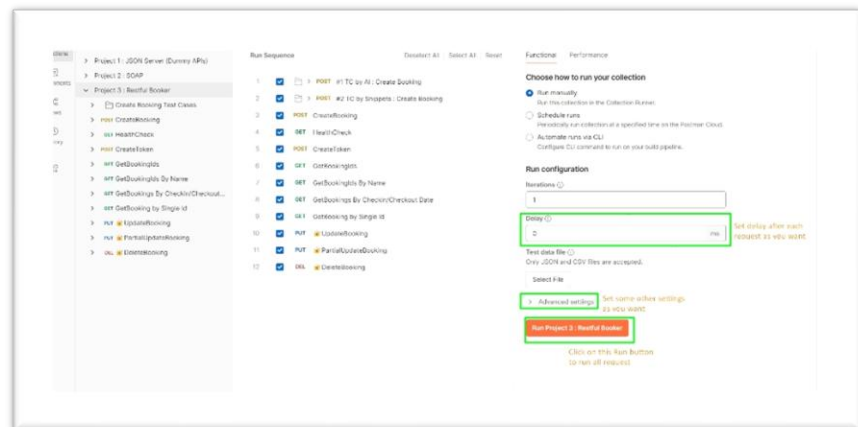 Project 1 : JSON Server (Dummy APIs)
Project 2 : SOAP
Project 3 : Restful Booker
Create Booking Test Cases
POST CreateBooking
GET HealthCheck
POST CreateToken
GET GetBookingIds
GET GetBookingIds By Name
GET GetBookings By Checkin/Checkout...
GET GetBooking by Single Id
PUT UpdateBooking
PUT PartialUpdateBooking
DEL DeleteBooking
Run Sequence Deselect All Select All Reset
1 POST #1 TC by AI : Create Booking
2 POST #2 TC by Snippets : Create Booking
3 POST CreateBooking
4 GET HealthCheck
5 POST CreateToken
6 GET GetBookingIds
7 GET GetBookingIds By Name
8 GET GetBookings By Checkin/Checkout Date
9 GET GetBooking by Single Id
10 PUT UpdateBooking
11 PUT PartialUpdateBooking
12 DEL DeleteBooking
Functional Performance
Choose how to run your collection
Run manually
Run this collection in the Collection Runner.
Schedule runs
Periodically run collection at a specified time on the Postman Cloud.
Automate runs via CLI
Configure CLI command to run on your build pipeline.
Run configuration
Iterations
1
Delay
0 ms
Set delay after each
request as you want
Test data file
Only JSON and CSV files are accepted.
Select File
Advanced settings
Set some other settings
as you want
Run Project 3 : Restful Booker
Click on this Run button
to run all request